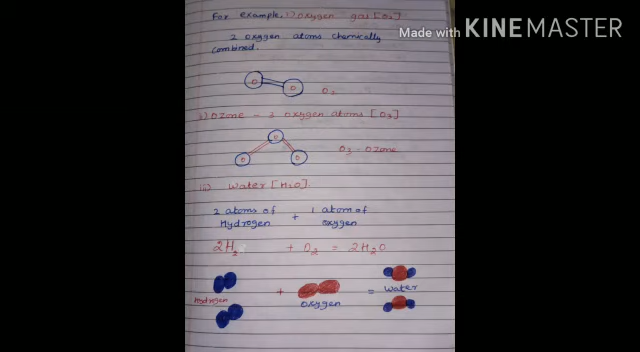 For example. i) oxygen gas [O2]
Made with KINEMASTER
2 oxygen atoms chemically
combined.
O O
O2
ii) Ozone - 3 oxygen atoms [O3]
O
O O
O3 - Ozone
iii) Water [H2O].
2 atoms of + 1 atom of
Hydrogen oxygen
2H2 + O2 = 2H2O
Hydrogen + oxygen = water